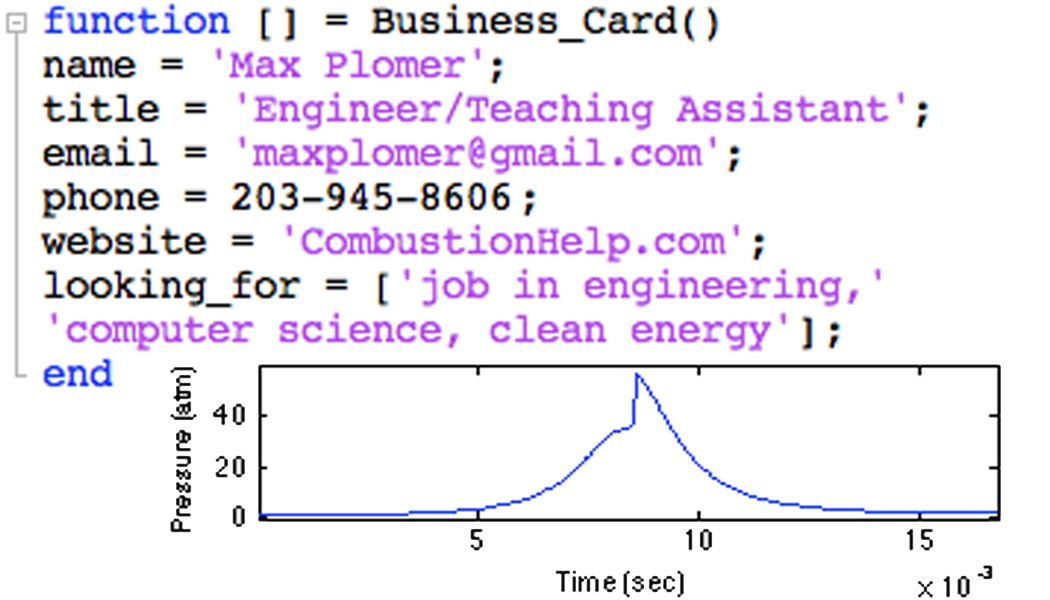 function [] = Business_Card()
name = 'Max Plomer';
title = 'Engineer/Teaching Assistant';
email = 'maxplomer@gmail.com';
phone = 203-945-8606;
website = 'CombustionHelp.com';
looking_for = ['job in engineering,'
'computer science, clean energy'];
end
Pressure (atm)
40
20
0
5 10 15
Time (sec) x 10-3